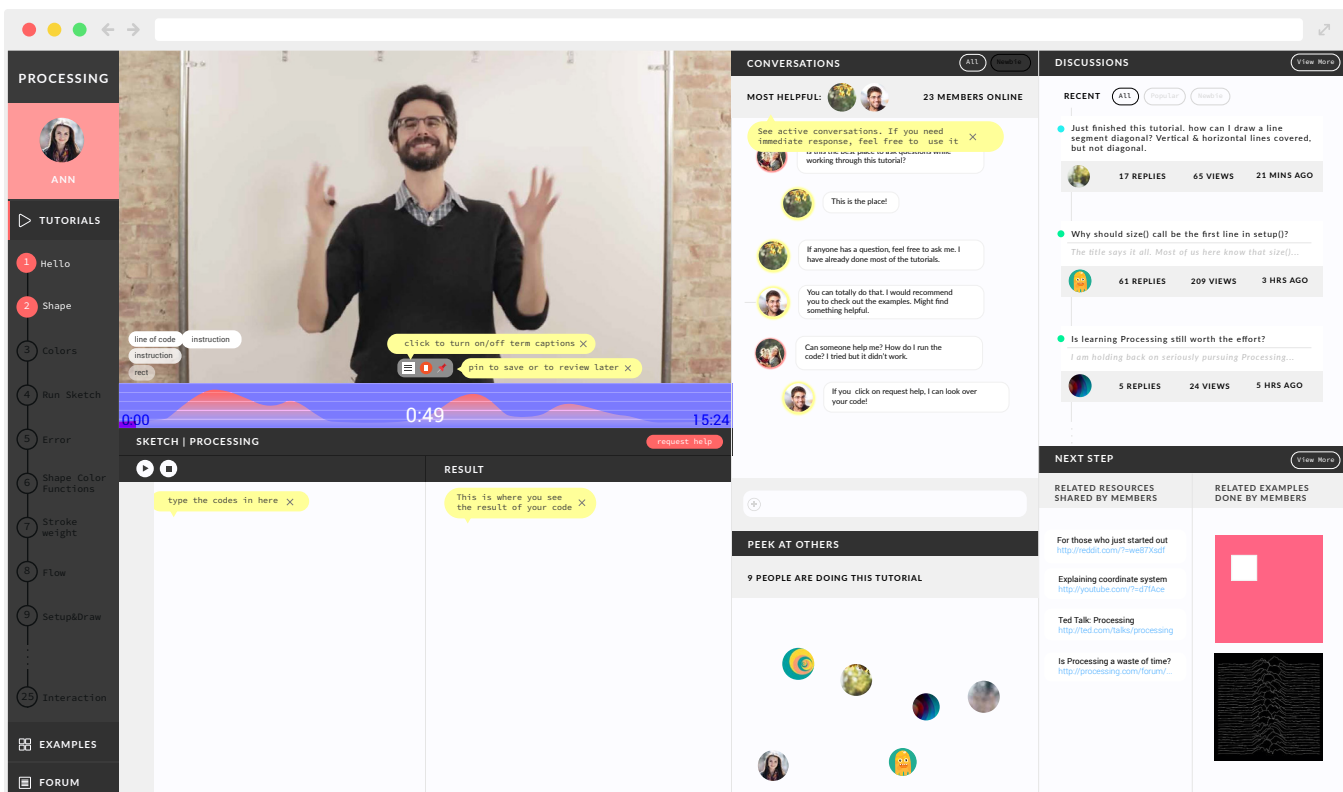 PROCESSING
ANN
TUTORIALS
1 Hello
2 Shape
3 Colors
4 Run Sketch
5 Error
6 Shape Color
Functions
7 Stroke
weight
8 Flow
9 Setup&Draw
25 Interaction
EXAMPLES
FORUM
line of code
instruction
instruction
rect
click to turn on/off term captions ×
pin to save or to review later ×
0:00
0:49
15:24
SKETCH | PROCESSING
request help
RESULT
type the codes in here ×
This is where you see
the result of your code ×
CONVERSATIONS
All
Newbie
MOST HELPFUL:
23 MEMBERS ONLINE
See active conversations. If you need
immediate response, feel free to use it ×
Is this the best place to ask questions while
working through this tutorial?
This is the place!
If anyone has a question, feel free to ask me. I
have already done most of the tutorials.
You can totally do that. I would recommend
you to check out the examples. Might find
something helpful.
Can someone help me? How do I run the
code? I tried but it didn't work.
If you click on request help, I can look over
your code!
PEEK AT OTHERS
9 PEOPLE ARE DOING THIS TUTORIAL
DISCUSSIONS
View More
RECENT
All
Popular
Newbie
Just finished this tutorial. how can I draw a line
segment diagonal? Vertical & horizontal lines covered,
but not diagonal.
17 REPLIES
65 VIEWS
21 MINS AGO
Why should size() call be the first line in setup()?
The title says it all. Most of us here know that size()...
61 REPLIES
209 VIEWS
3 HRS AGO
Is learning Processing still worth the effort?
I am holding back on seriously pursuing Processing...
5 REPLIES
24 VIEWS
5 HRS AGO
NEXT STEP
View More
RELATED RESOURCES
SHARED BY MEMBERS
RELATED EXAMPLES
DONE BY MEMBERS
For those who just started out
http://reddit.com/?=we87Xsdf
Explaining coordinate system
http://youtube.com/?=d7fAce
Ted Talk: Processing
http://ted.com/talks/processing
Is Processing a waste of time?
http://processing.com/forum/...